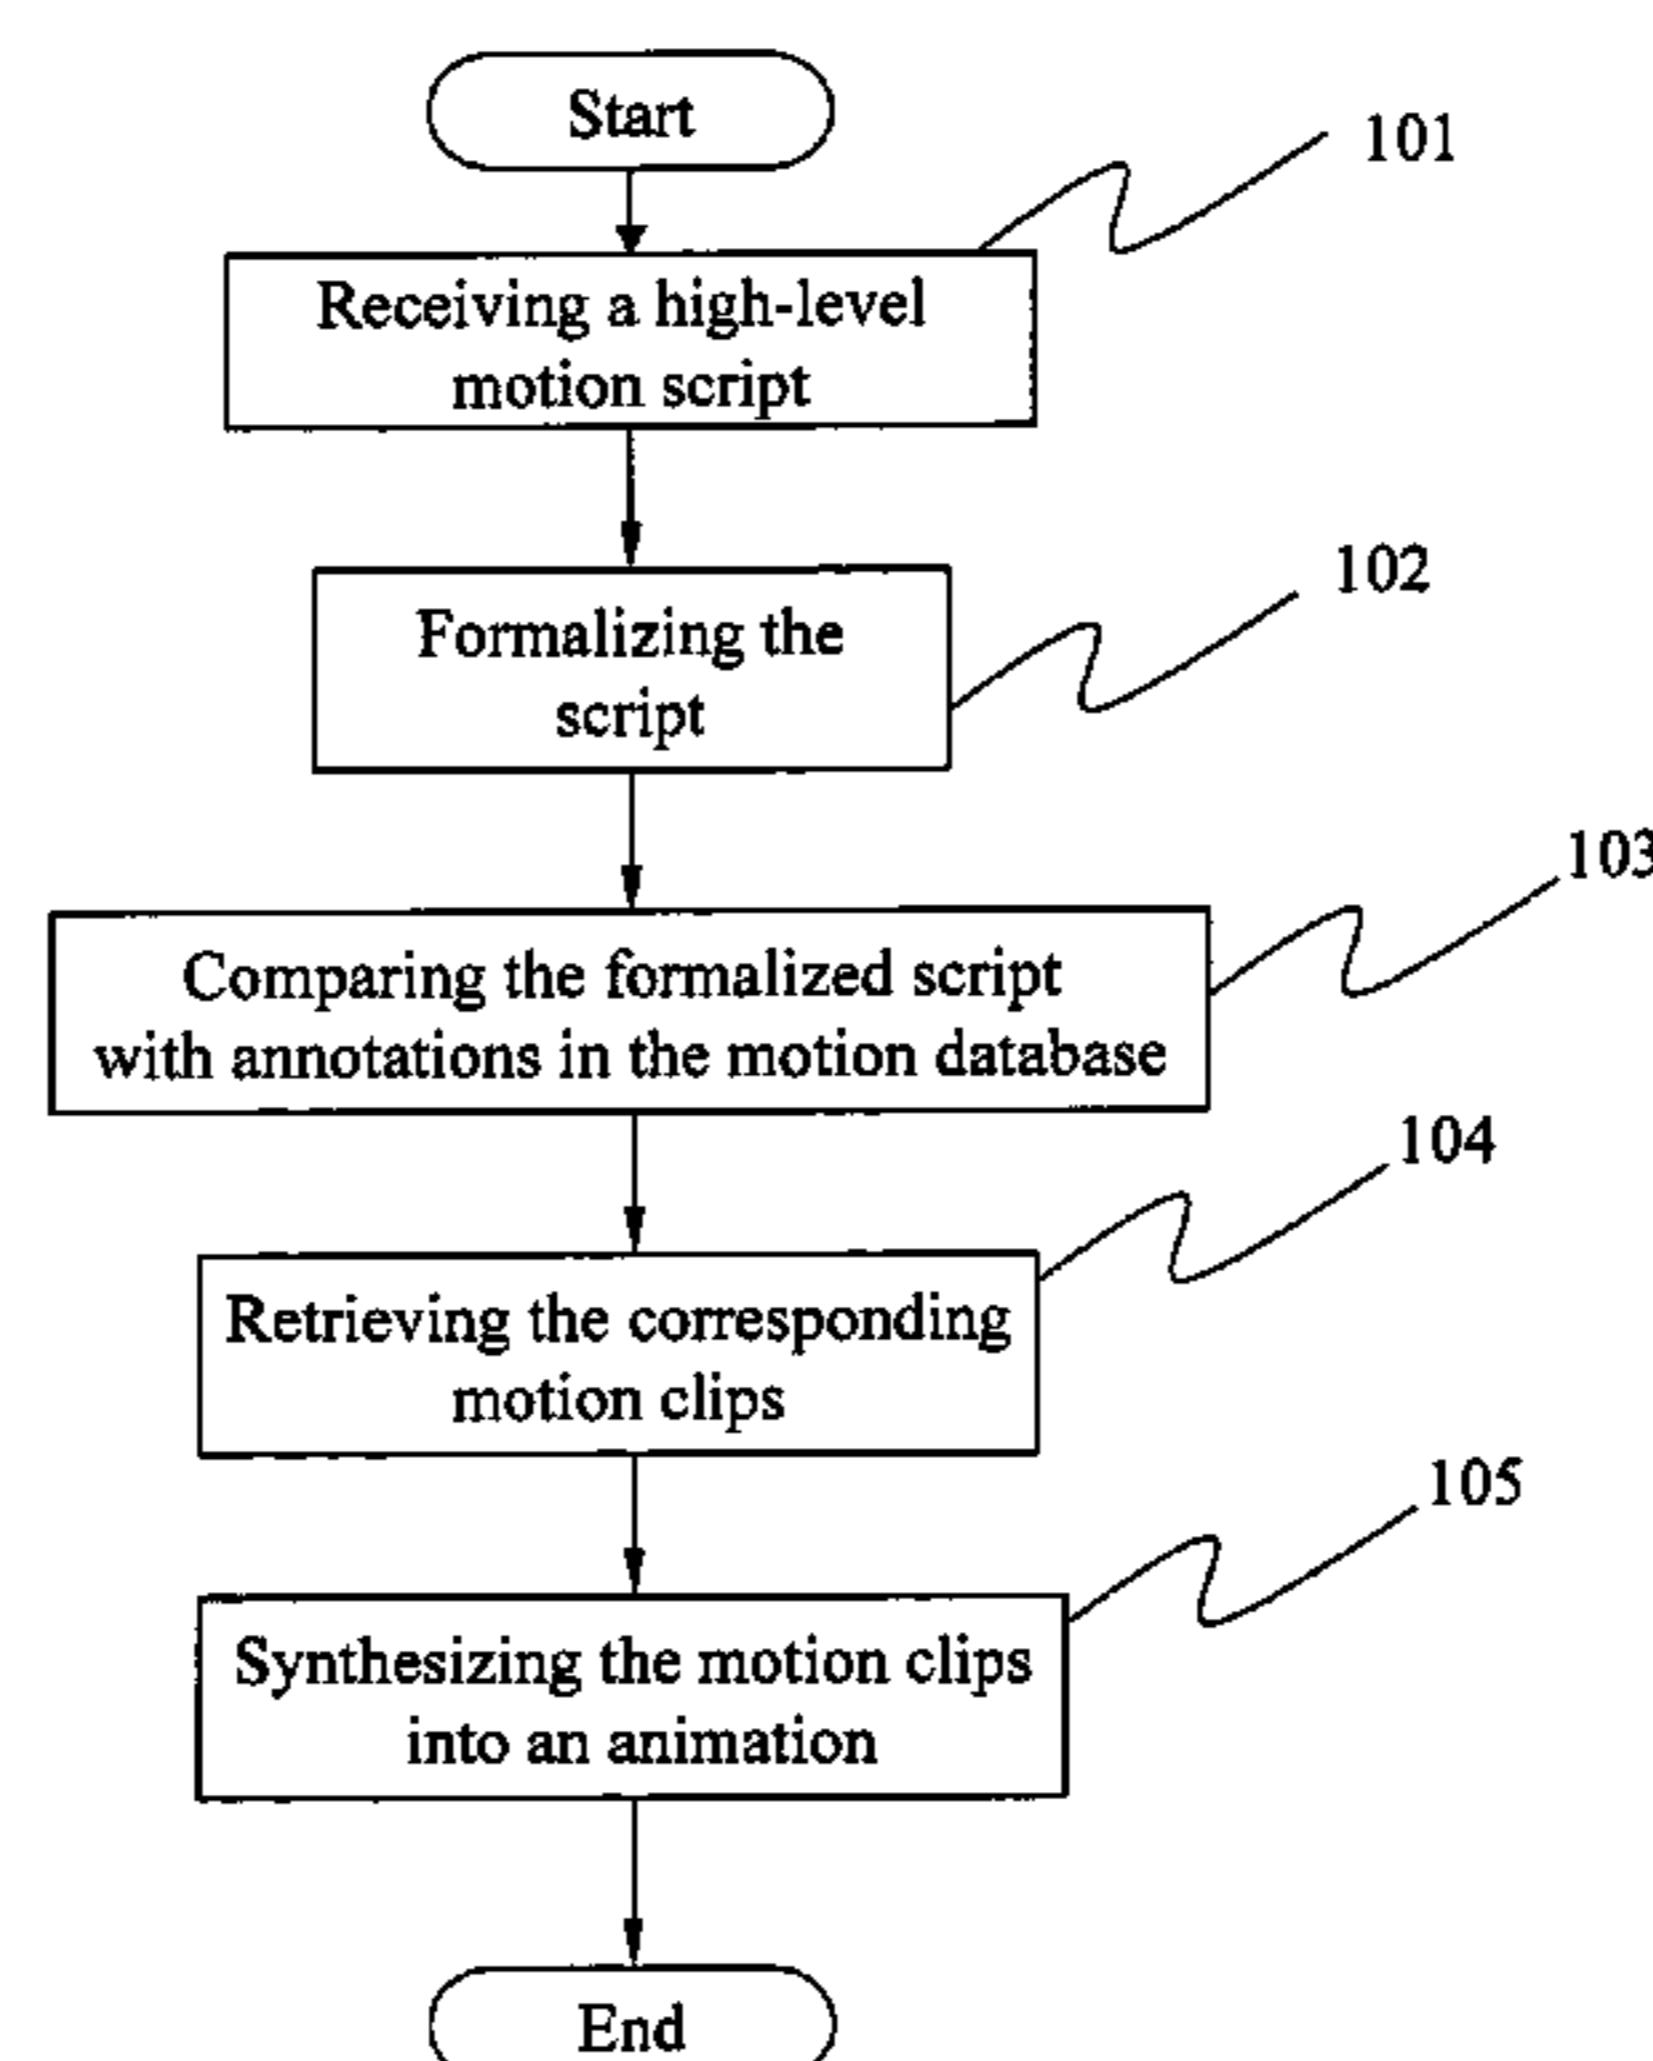 Start
101
Receiving a high-level
motion script
102
Formalizing the
script
103
Comparing the formalized script
with annotations in the motion database
104
Retrieving the corresponding
motion clips
105
Synthesizing the motion clips
into an animation
End